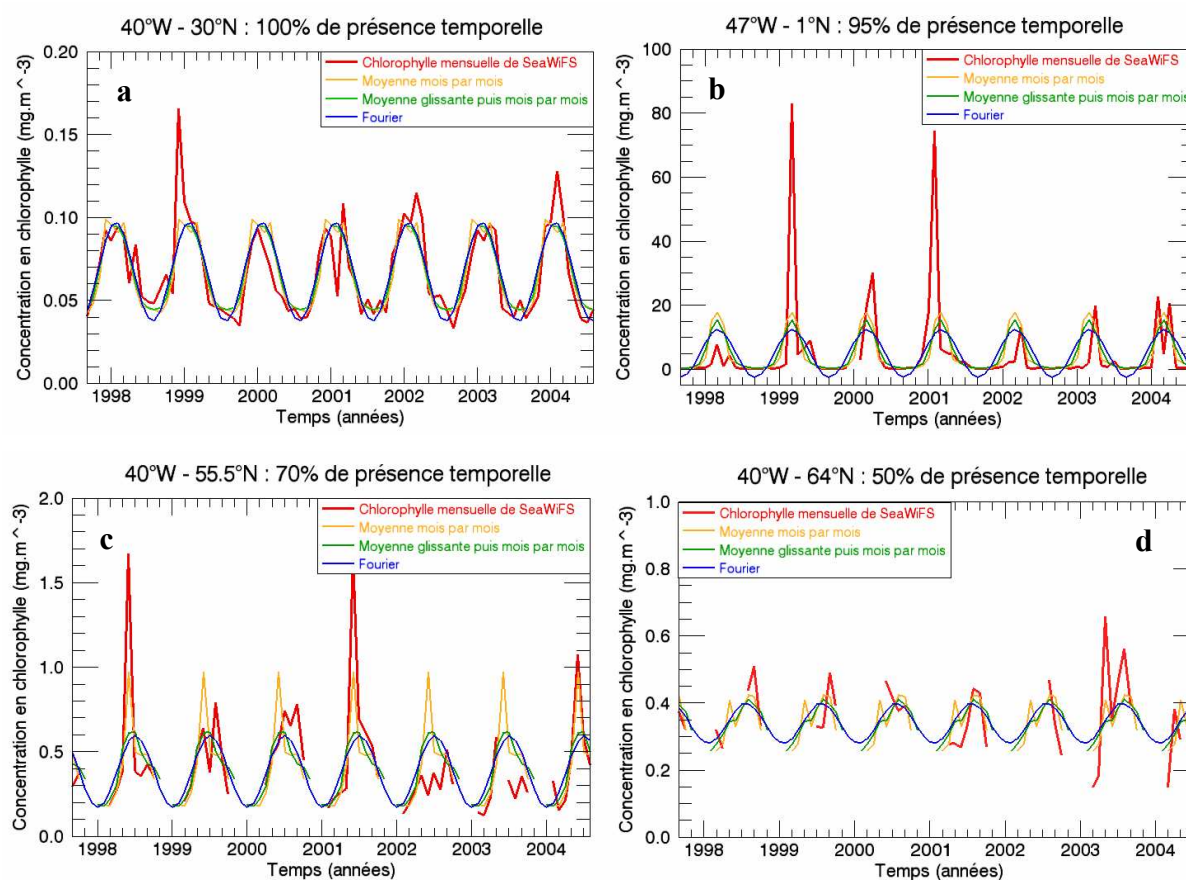 40°W - 30°N : 100% de présence temporelle
0.20
0.15
0.10
0.05
0.00
Concentration en chlorophylle (mg.m^-3)
a
Chlorophylle mensuelle de SeaWiFS
Moyenne mois par mois
Moyenne glissante puis mois par mois
Fourier
1998 1999 2000 2001 2002 2003 2004
Temps (années)
47°W - 1°N : 95% de présence temporelle
100
80
60
40
20
0
Concentration en chlorophylle (mg.m^-3)
b
Chlorophylle mensuelle de SeaWiFS
Moyenne mois par mois
Moyenne glissante puis mois par mois
Fourier
1998 1999 2000 2001 2002 2003 2004
Temps (années)
40°W - 55.5°N : 70% de présence temporelle
2.0
1.5
1.0
0.5
0.0
Concentration en chlorophylle (mg.m^-3)
c
Chlorophylle mensuelle de SeaWiFS
Moyenne mois par mois
Moyenne glissante puis mois par mois
Fourier
1998 1999 2000 2001 2002 2003 2004
Temps (années)
40°W - 64°N : 50% de présence temporelle
1.0
0.8
0.6
0.4
0.2
0.0
Concentration en chlorophylle (mg.m^-3)
Chlorophylle mensuelle de SeaWiFS
Moyenne mois par mois
Moyenne glissante puis mois par mois
Fourier
d
1998 1999 2000 2001 2002 2003 2004
Temps (années)